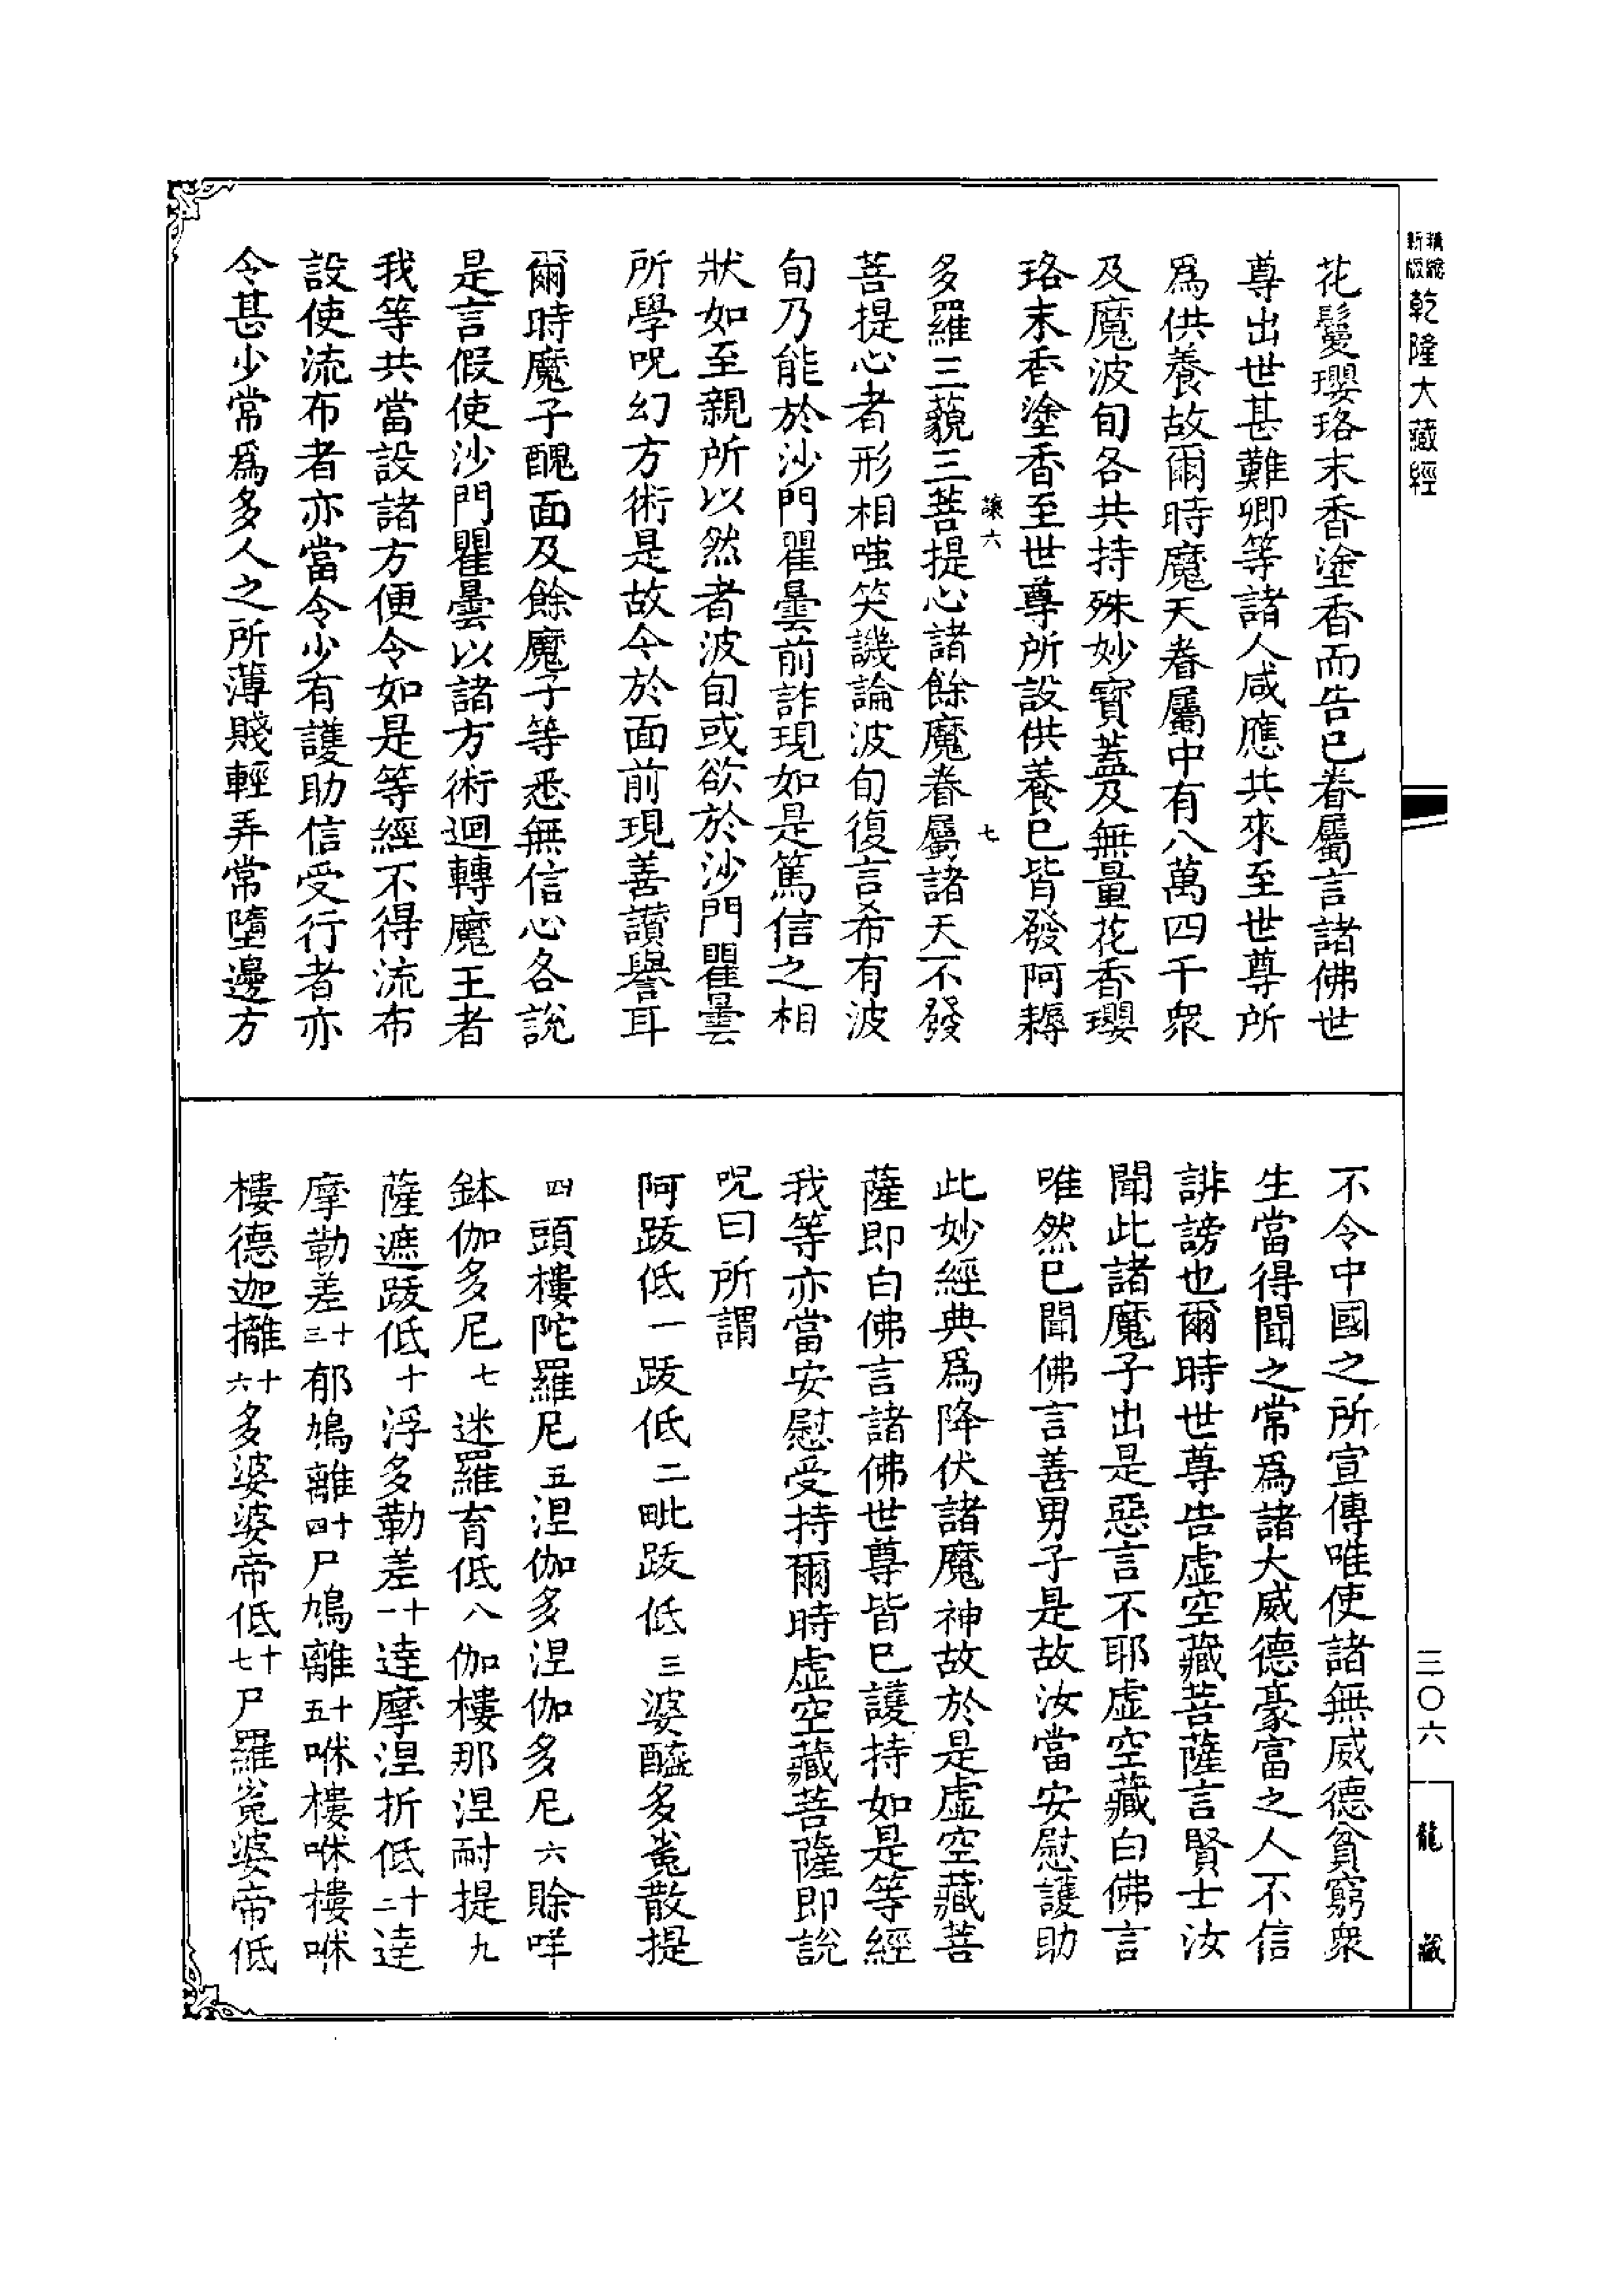 新編縮版乾隆大藏經
花鬘瓔珞末香塗香而告已眷屬言諸佛世
尊出世甚難卿等諸人咸應共來至世尊所
爲供養故爾時魔天眷屬中有八萬四千衆
及魔波旬各共持殊妙寶蓋及無量花香瓔
珞末香塗香至世尊所設供養已皆發阿耨
讓六 七
多羅三藐三菩提心諸餘魔眷屬諸天不發
菩提心者形相嗤笑譏論波旬復言希有波
旬乃能於沙門瞿曇前詐現如是篤信之相
狀如至親所以然者波旬或欲於沙門瞿曇
所學呪幻方術是故今於面前現善讚譽耳
爾時魔子醜面及餘魔子等悉無信心各說
是言假使沙門瞿曇以諸方術迴轉魔王者
我等共當設諸方便令如是等經不得流布
設使流布者亦當令少有護助信受行者亦
令甚少常爲多人之所薄賤輕弄常墮邊方
不令中國之所宣傳唯使諸無威德貧窮衆
生當得聞之常爲諸大威德豪富之人不信
誹謗也爾時世尊告虛空藏菩薩言賢士汝
聞此諸魔子出是惡言不耶虛空藏白佛言
唯然已聞佛言善男子是故汝當安慰護助
此妙經典爲降伏諸魔神故於是虛空藏菩
薩即白佛言諸佛世尊皆已護持如是等經
我等亦當安慰受持爾時虛空藏菩薩即說
呪曰所謂
阿跋低一跋低二毗跋低三婆醯多㝹散提
四頭樓陀羅尼五涅伽多涅伽多尼六賒咩
鉢伽多尼七迷羅育低八伽樓那涅耐提九
薩遮跋低十浮多勒差十一達摩涅折低十二達
摩勒差十三郁鳩離十四尸鳩離十五咻樓咻樓咻
樓德迦攡十六多婆婆帝低十七尸羅㝹婆帝低
三〇六
龍藏